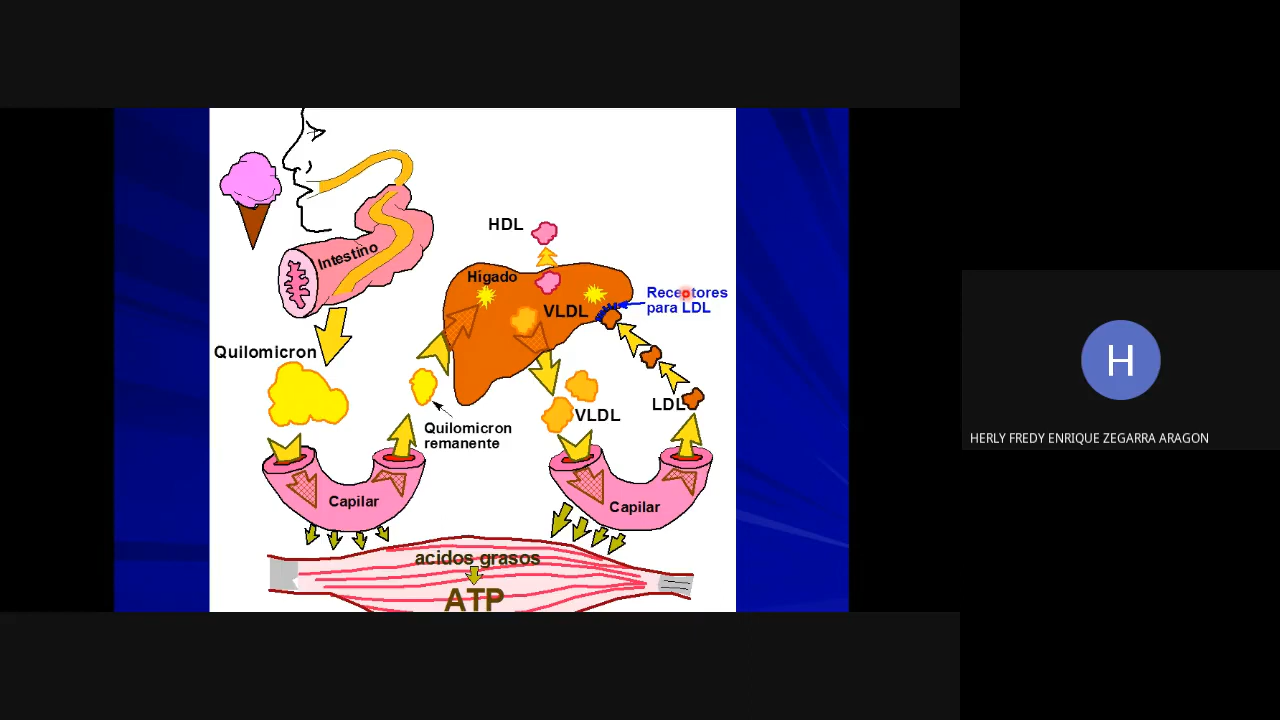 HDL
Intestino
Hígado
VLDL
Receptores
para LDL
Quilomicron
Quilomicron
remanente
VLDL
LDL
Capilar
Capilar
acidos grasos
ATP
H
HERLY FREDY ENRIQUE ZEGARRA ARAGON